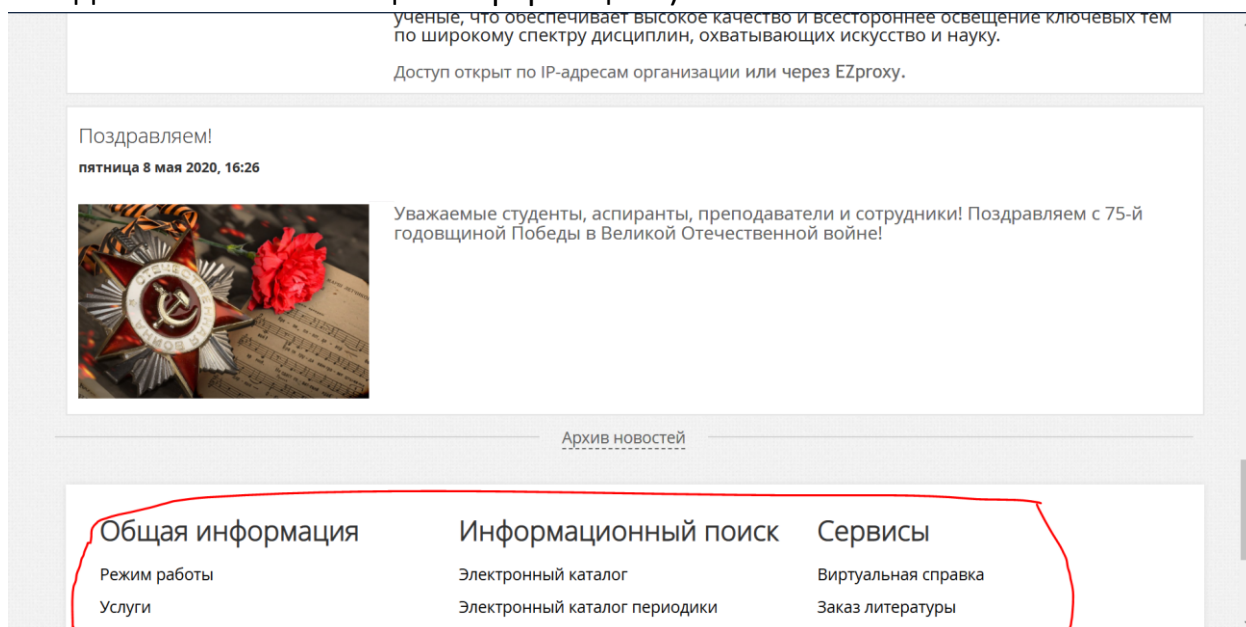 ученые, что обеспечивает высокое качество и всестороннее освещение ключевых тем
по широкому спектру дисциплин, охватывающих искусство и науку.
Доступ открыт по IP-адресам организации или через EZproxy.
Поздравляем!
пятница 8 мая 2020, 16:26
Уважаемые студенты, аспиранты, преподаватели и сотрудники! Поздравляем с 75-й
годовщиной Победы в Великой Отечественной войне!
ОТЕЧЕСТВЕННАЯ ВОЙНА
Архив новостей
Общая информация
Режим работы
Услуги
Информационный поиск
Электронный каталог
Электронный каталог периодики
Сервисы
Виртуальная справка
Заказ литературы